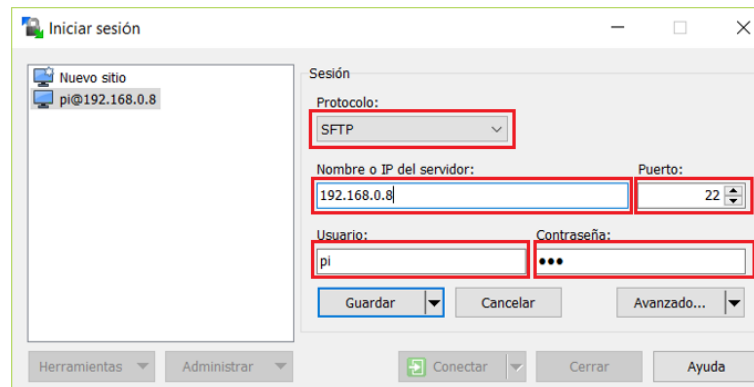 Iniciar sesión
Nuevo sitio
pi@192.168.0.8
Sesión
Protocolo:
SFTP
Nombre o IP del servidor: Puerto:
192.168.0.8 22
Usuario: Contraseña:
pi ●●●
Guardar Cancelar Avanzado...
Herramientas Administrar Conectar Cerrar Ayuda